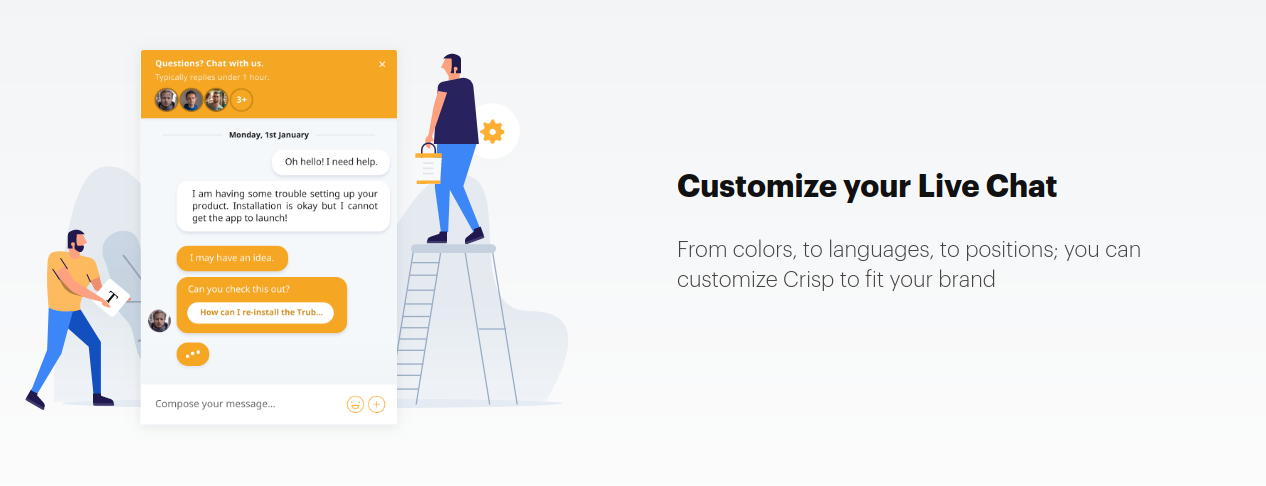 Questions? Chat with us.
Typically replies under 1 hour.
3+
Monday, 1st January
Oh hello! I need help.
I am having some trouble setting up your
product. Installation is okay but I cannot
get the app to launch!
I may have an idea.
Can you check this out?
How can I re-install the Trub...
Compose your message...
T
Customize your Live Chat
From colors, to languages, to positions; you can
customize Crisp to fit your brand